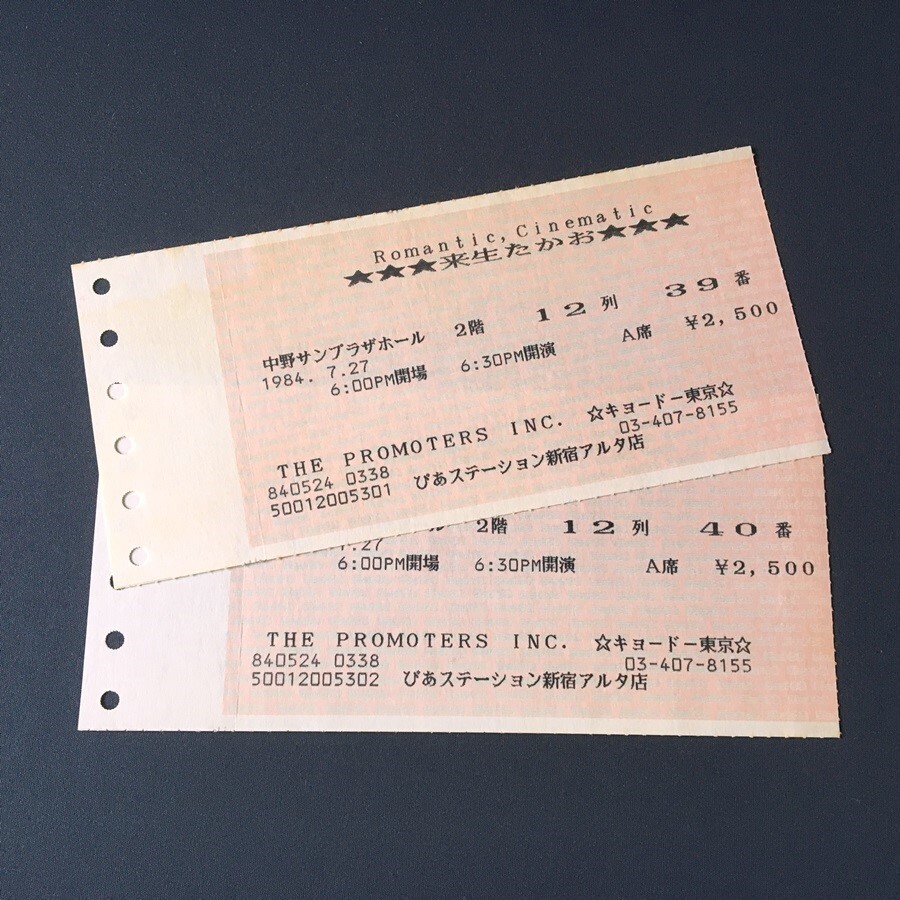 Romantic, Cinematic
★★★来生たかお★★★
中野サンプラザホール 2階 12列 39番
1984. 7.27 A席 ¥2,500
6:00PM開場 6:30PM開演
THE PROMOTERS INC. ☆キョードー東京☆
840524 0338 03-407-8155
50012005301 ぴあステーション新宿アルタ店
ル 2階 12列 40番
7.27
6:00PM開場 6:30PM開演 A席 ¥2,500
THE PROMOTERS INC. ☆キョードー東京☆
840524 0338 03-407-8155
50012005302 ぴあステーション新宿アルタ店